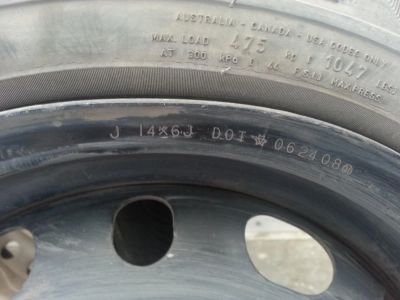 AUSTRALIA - CANADA - USA CODES ONLY
MAX. LOAD 475 KG ( 1047 LBS)
AT 300 KPa ( 44 P.S.I) MAX.PRESS.
J 14x6J DOT 062408